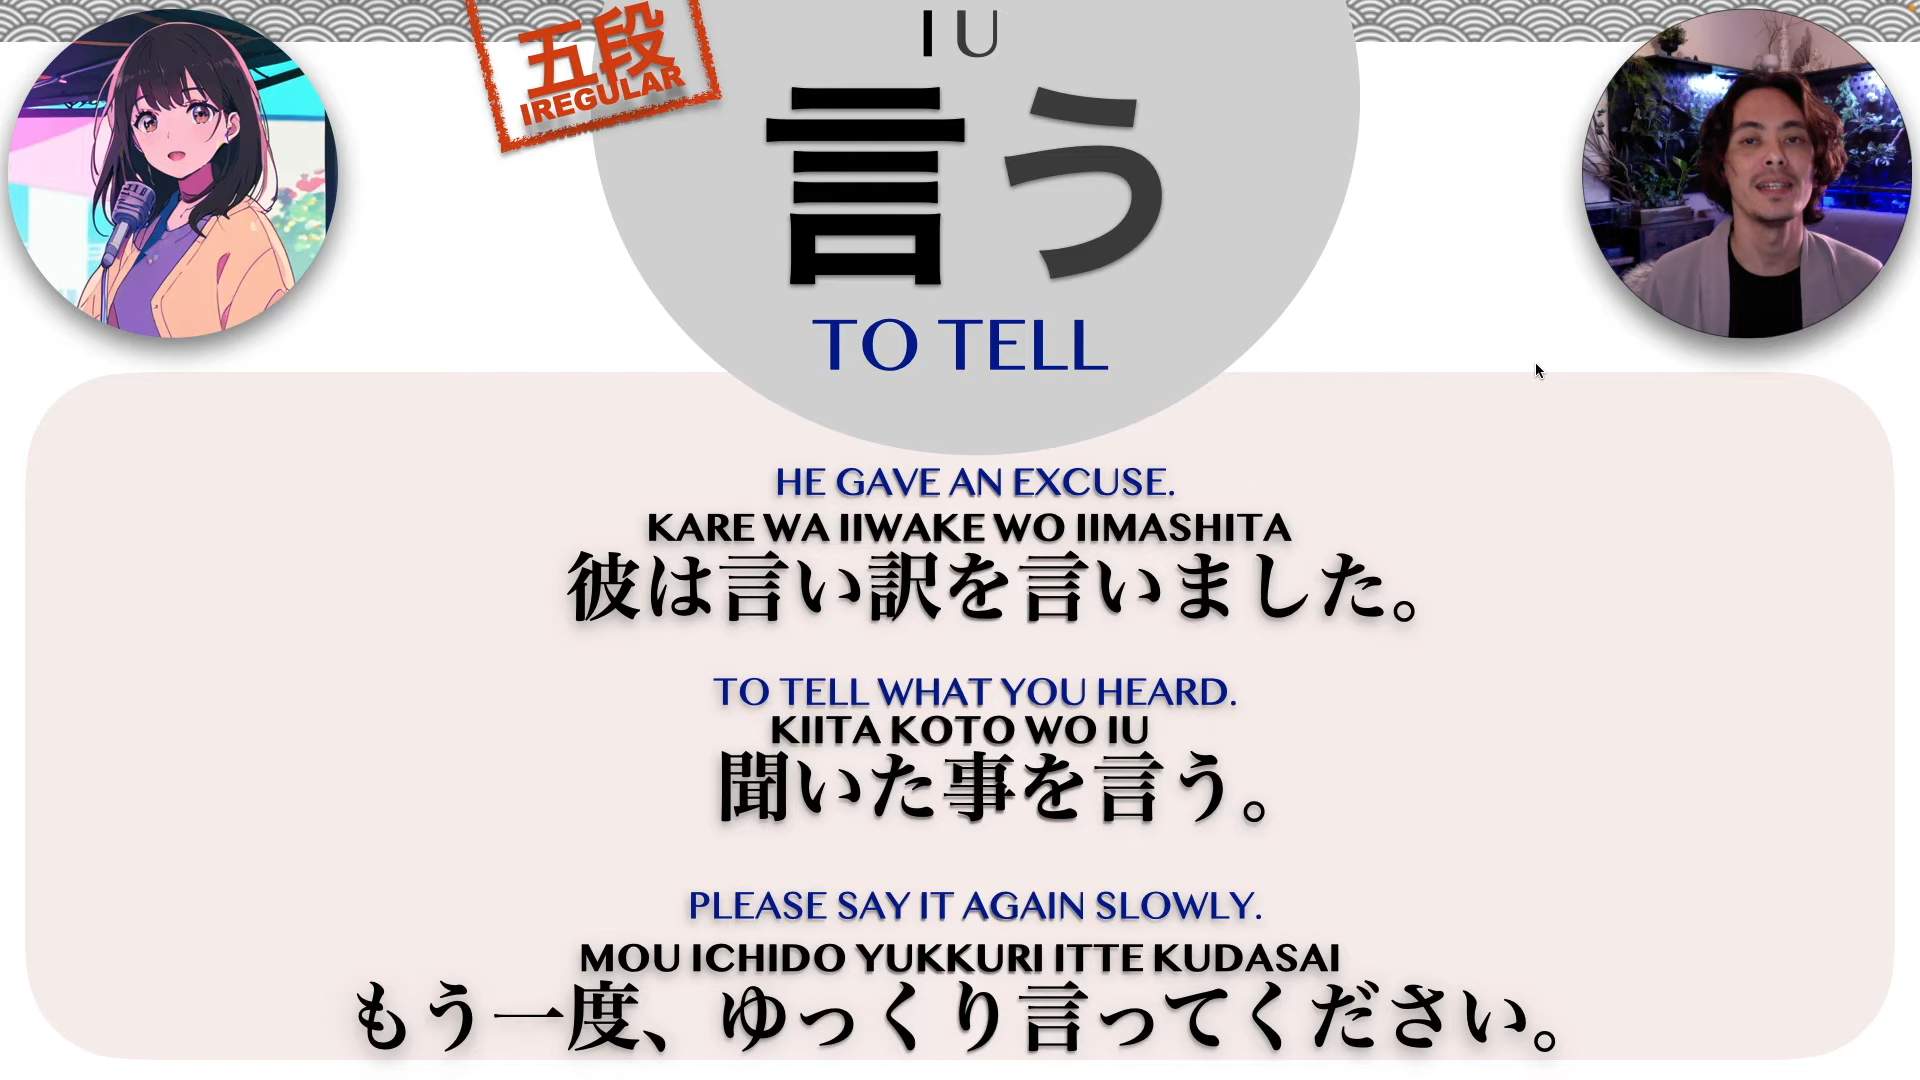 五段
IREGULAR
IU
言う
TO TELL
HE GAVE AN EXCUSE.
KARE WA IIWAKE WO IIMASHITA
彼は言い訳を言いました。
TO TELL WHAT YOU HEARD.
KIITA KOTO WO IU
聞いた事を言う。
PLEASE SAY IT AGAIN SLOWLY.
MOU ICHIDO YUKKURI ITTE KUDASAI
もう一度、ゆっくり言ってください。